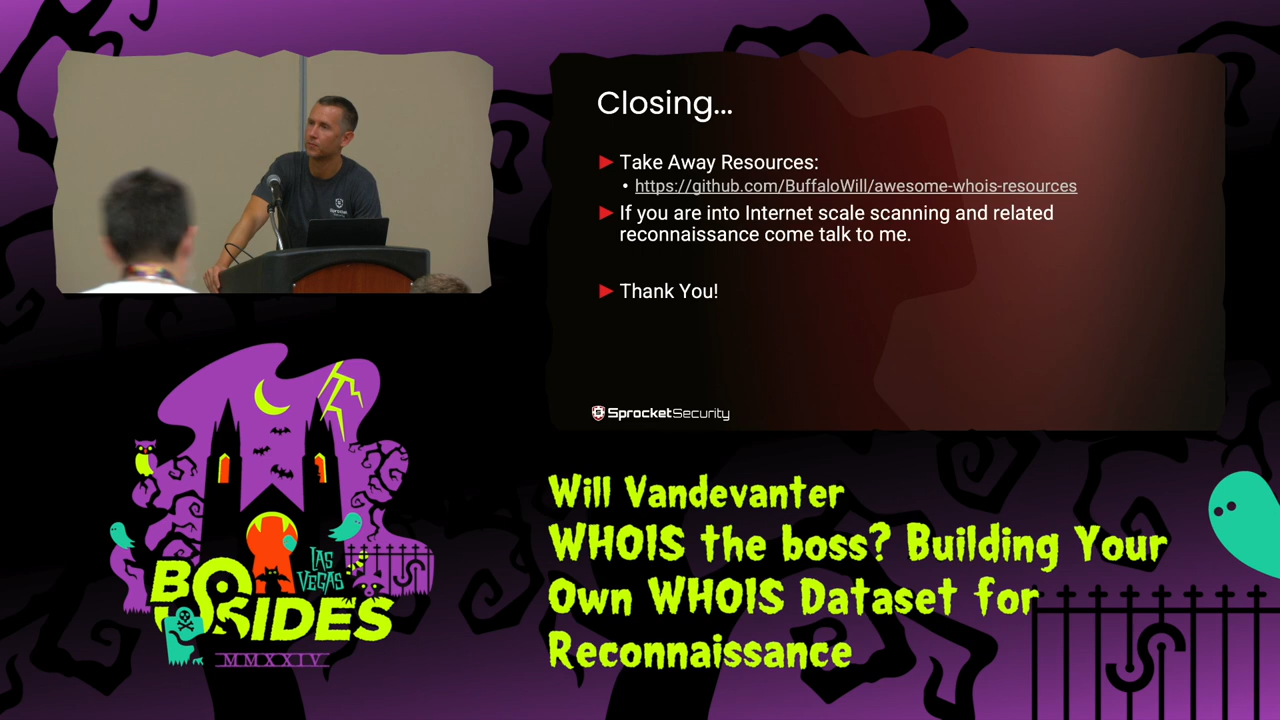 Closing...
Take Away Resources:
https://github.com/BuffaloWill/awesome-whois-resources
If you are into Internet scale scanning and related
reconnaissance come talk to me.
Thank You!
SprocketSecurity
Sprocket
LAS
VEGAS
BSIDES
MMXXIV
Will Vandevanter
WHOIS the boss? Building Your
Own WHOIS Dataset for
Reconnaissance